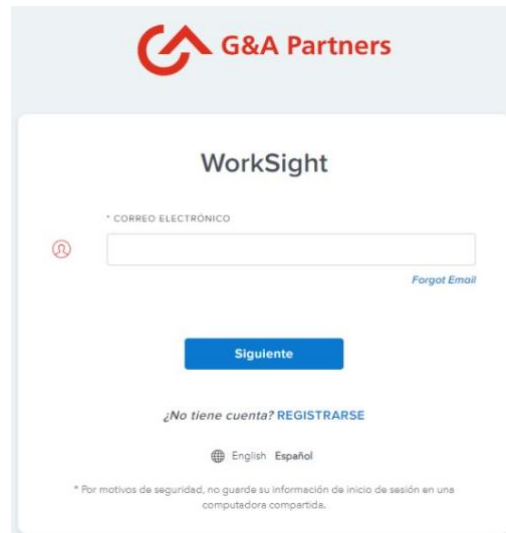 G&A Partners
WorkSight
* CORREO ELECTRÓNICO
Forgot Email
Siguiente
¿No tiene cuenta? REGISTRARSE
English Español
* Por motivos de seguridad, no guarde su información de inicio de sesión en una
computadora compartida.